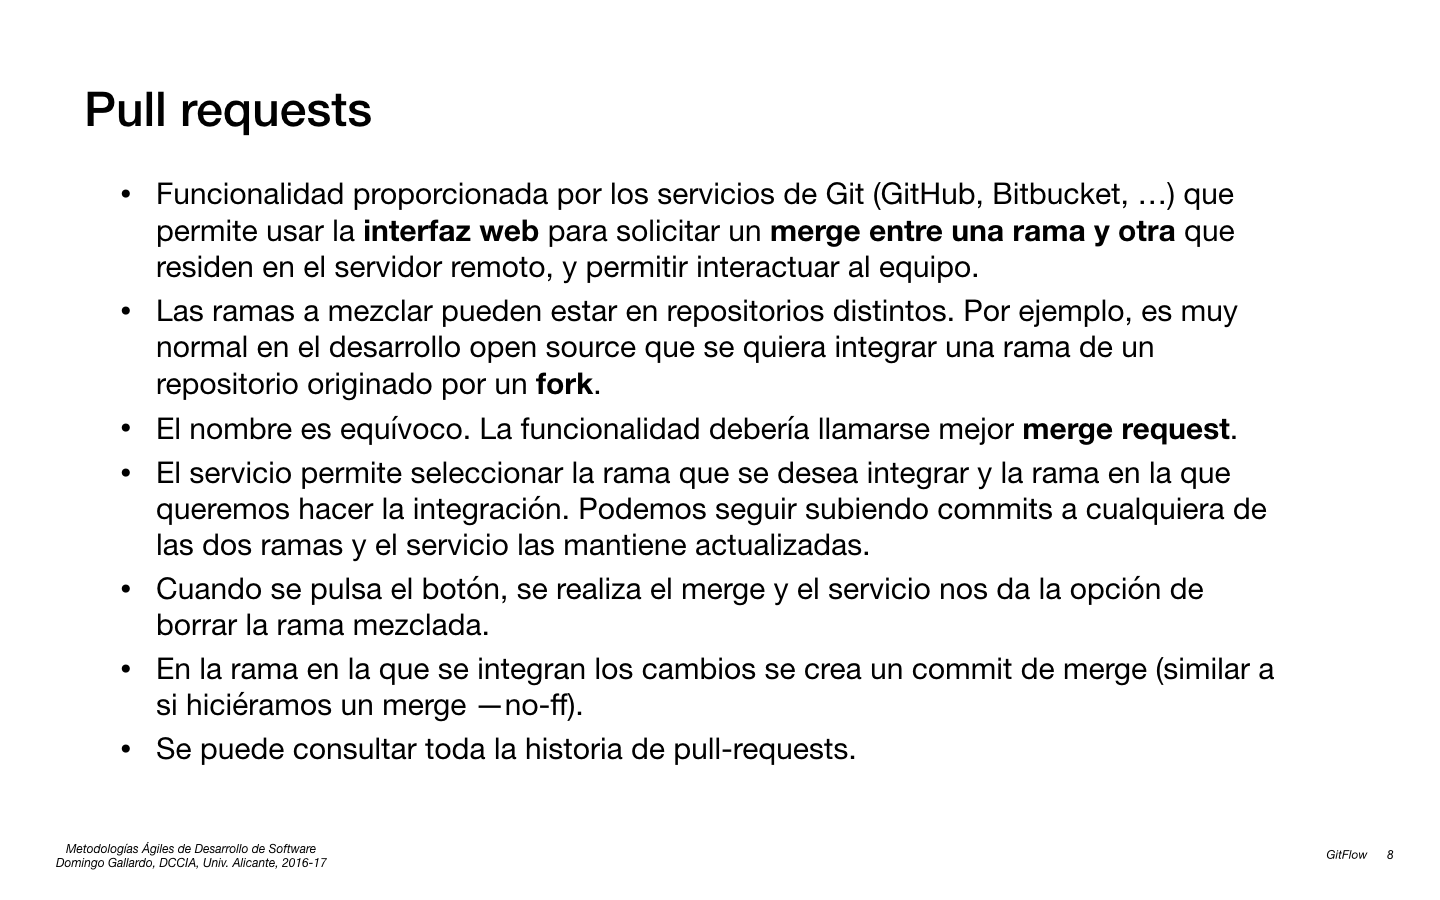 Pull requests
• Funcionalidad proporcionada por los servicios de Git (GitHub, Bitbucket, …) que
permite usar la interfaz web para solicitar un merge entre una rama y otra que
residen en el servidor remoto, y permitir interactuar al equipo.
• Las ramas a mezclar pueden estar en repositorios distintos. Por ejemplo, es muy
normal en el desarrollo open source que se quiera integrar una rama de un
repositorio originado por un fork.
• El nombre es equívoco. La funcionalidad debería llamarse mejor merge request.
• El servicio permite seleccionar la rama que se desea integrar y la rama en la que
queremos hacer la integración. Podemos seguir subiendo commits a cualquiera de
las dos ramas y el servicio las mantiene actualizadas.
• Cuando se pulsa el botón, se realiza el merge y el servicio nos da la opción de
borrar la rama mezclada.
• En la rama en la que se integran los cambios se crea un commit de merge (similar a
si hiciéramos un merge —no-ff).
• Se puede consultar toda la historia de pull-requests.
Metodologías Ágiles de Desarrollo de Software
Domingo Gallardo, DCCIA, Univ. Alicante, 2016-17
GitFlow 8